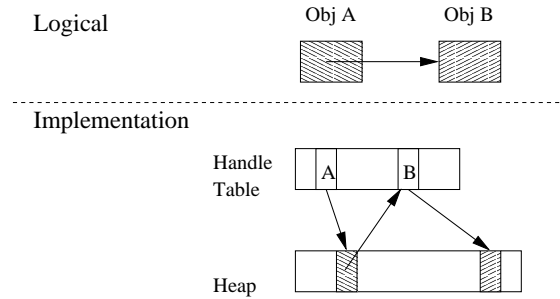 Logical
Obj A
Obj B
Implementation
Handle
Table
A
B
Heap